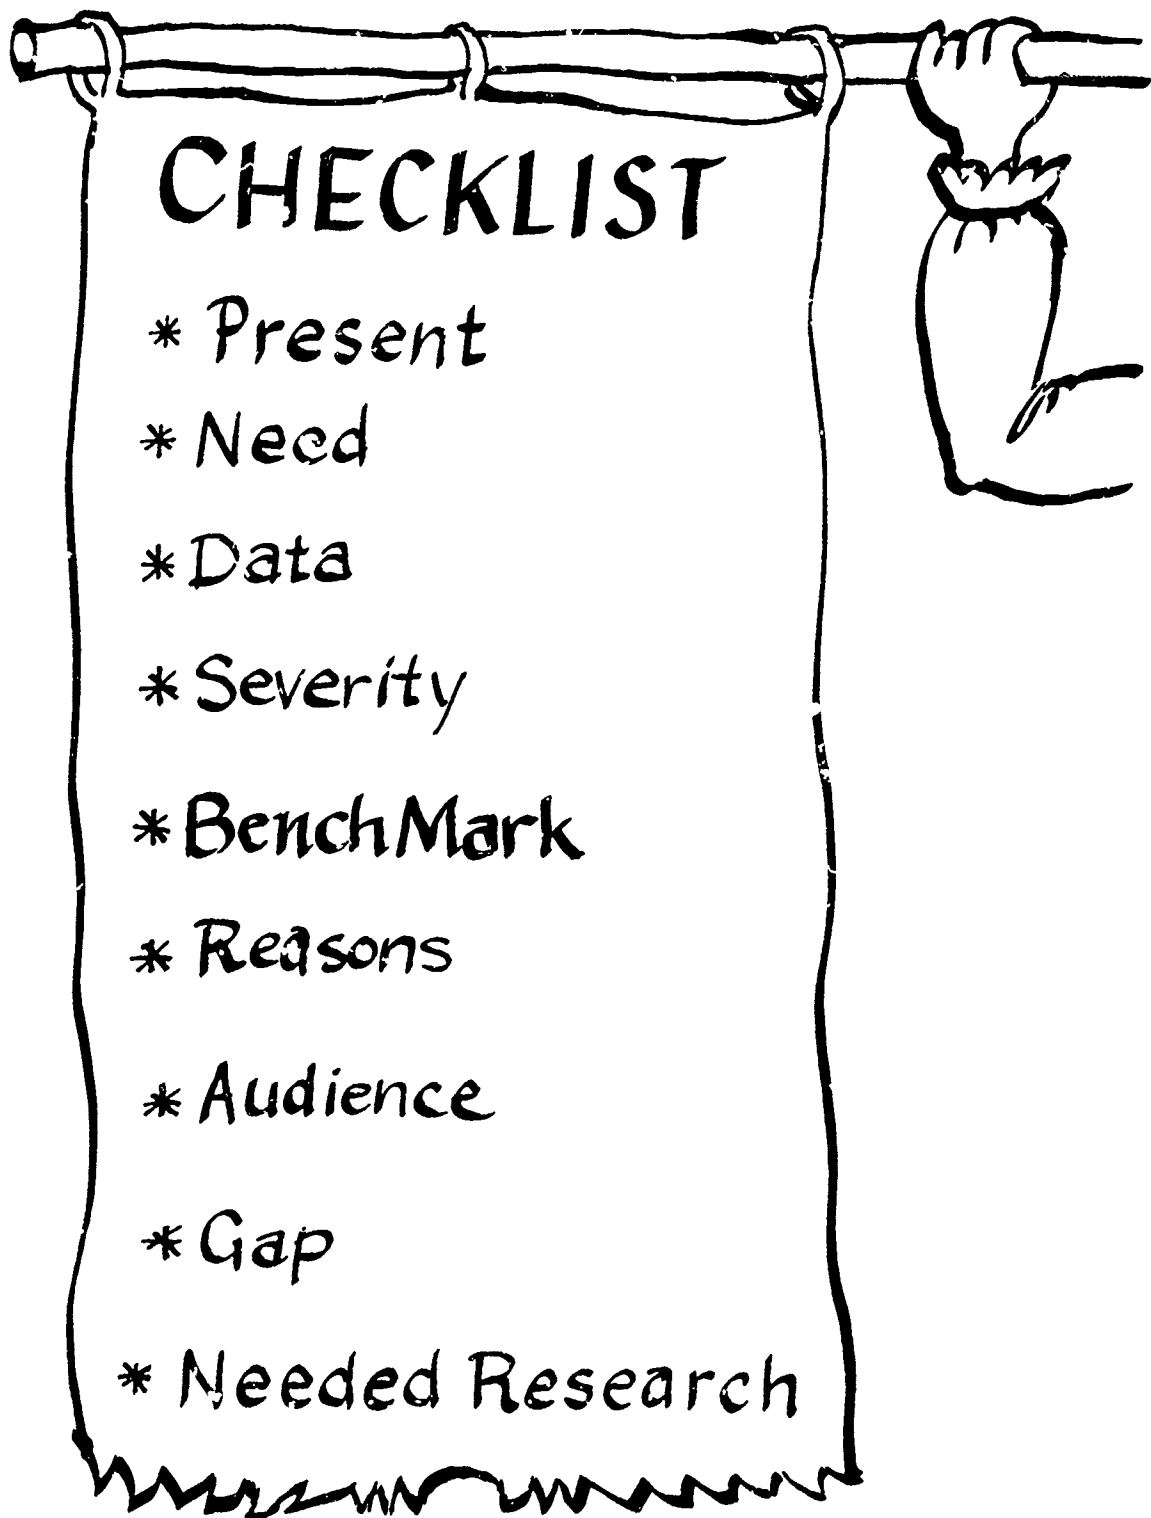 CHECKLIST
* Present
* Need
* Data
* Severity
* BenchMark
* Reasons
* Audience
* Gap
* Needed Research